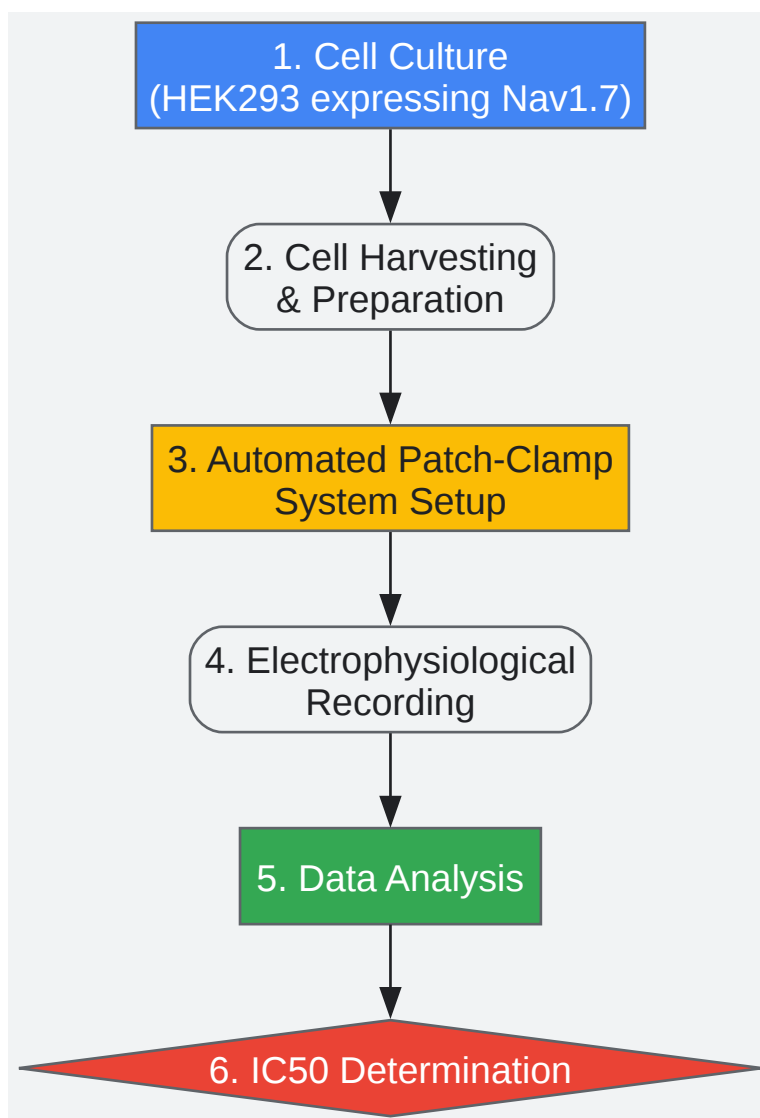 1. Cell Culture
(HEK293 expressing Nav1.7)
2. Cell Harvesting
& Preparation
3. Automated Patch-Clamp
System Setup
4. Electrophysiological
Recording
5. Data Analysis
6. IC50 Determination